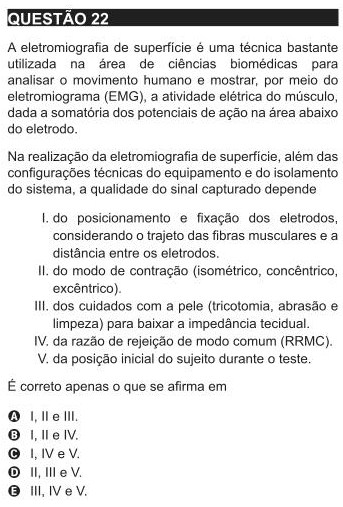 QUESTÃO 22
A eletromiografia de superfície é uma técnica bastante
utilizada na área de ciências biomédicas para
analisar o movimento humano e mostrar, por meio do
eletromiograma (EMG), a atividade elétrica do músculo,
dada a somatória dos potenciais de ação na área abaixo
do eletrodo.
Na realização da eletromiografia de superfície, além das
configurações técnicas do equipamento e do isolamento
do sistema, a qualidade do sinal capturado depende
I. do posicionamento e fixação dos eletrodos,
considerando o trajeto das fibras musculares e a
distância entre os eletrodos.
II. do modo de contração (isométrico, concêntrico,
excêntrico).
III. dos cuidados com a pele (tricotomia, abrasão e
limpeza) para baixar a impedância tecidual.
IV. da razão de rejeição de modo comum (RRMC).
V. da posição inicial do sujeito durante o teste.
É correto apenas o que se afirma em
A I, II e III.
B I, II e IV.
C I, IV e V.
D II, III e V.
E III, IV e V.